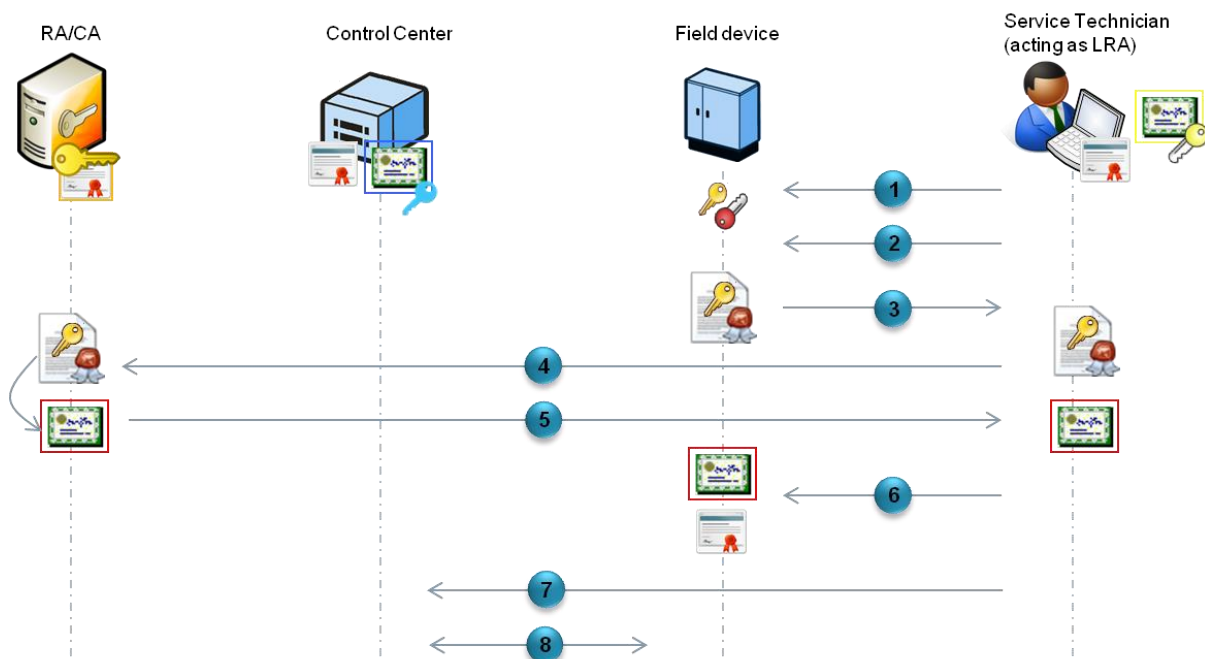 RA/CA
Control Center
Field device
Service Technician
(acting as LRA)
1
2
3
4
5
6
7
8